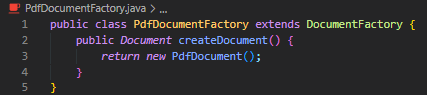 PdfDocumentFactory.java > ...
1 public class PdfDocumentFactory extends DocumentFactory {
2     public Document createDocument() {
3         return new PdfDocument();
4     }
5 }